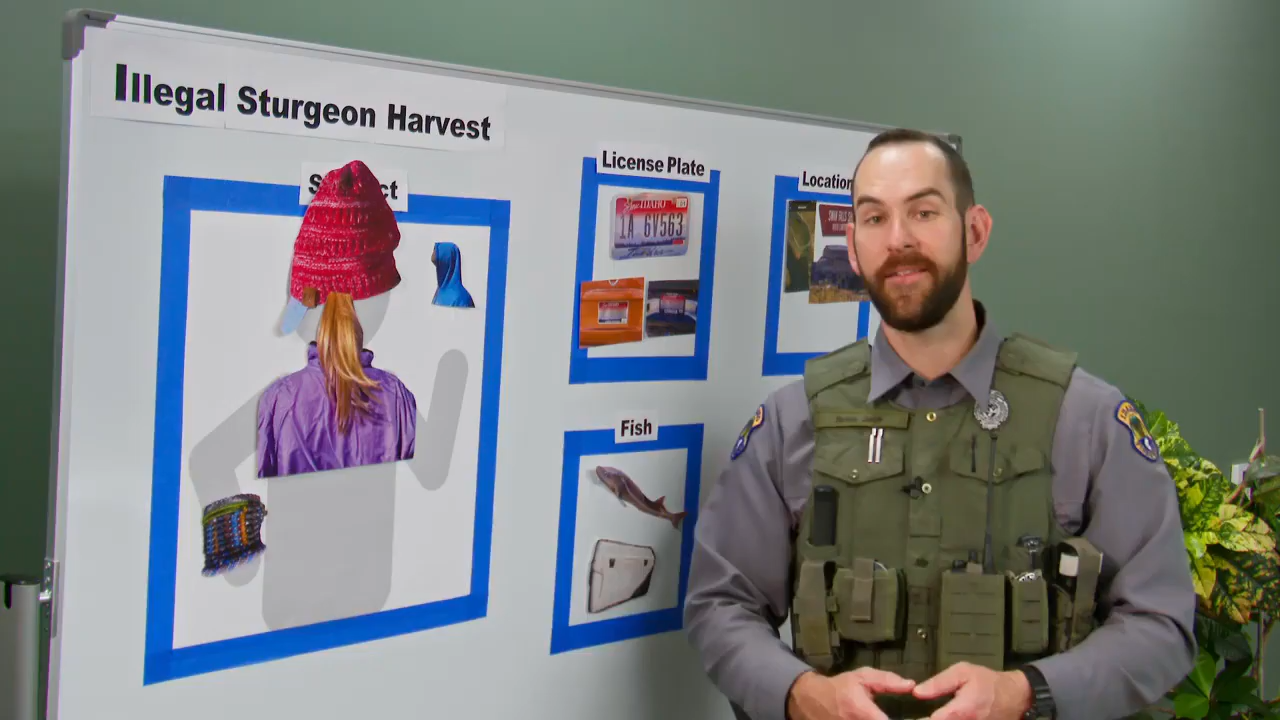 Illegal Sturgeon Harvest
License Plate
Location
IDAHO
1A 6V563
Fish